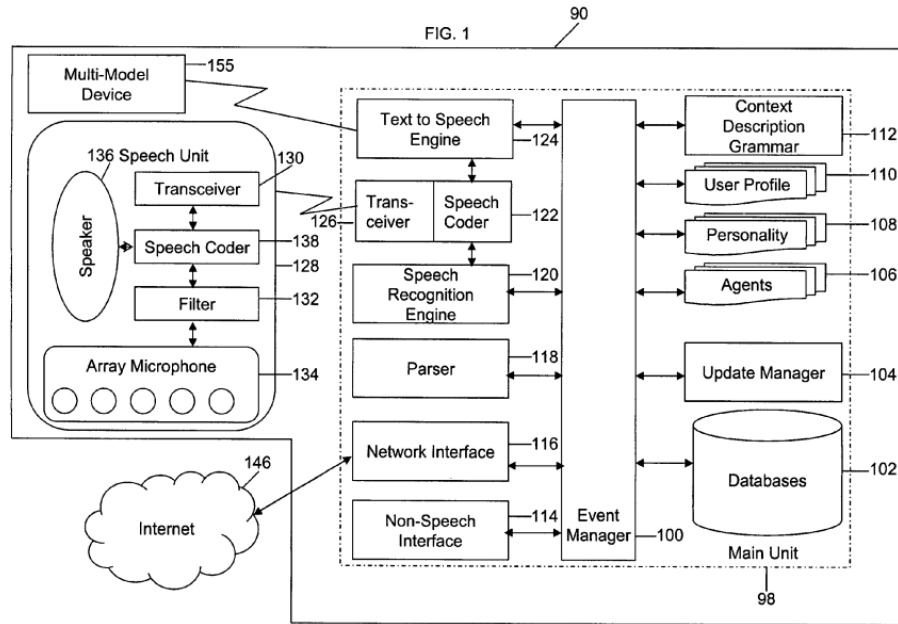 FIG. 1
90
Multi-Model
Device
155
136 Speech Unit
Transceiver
130
Speaker
Speech Coder
138
128
Filter
132
Array Microphone
134
Internet
146
Text to Speech
Engine
124
Trans-
ceiver
126
Speech
Coder
122
Speech
Recognition
Engine
120
Parser
118
Network Interface
116
Non-Speech
Interface
114
Event
Manager
100
Context
Description
Grammar
112
User Profile
110
Personality
108
Agents
106
Update Manager
104
Databases
102
Main Unit
98